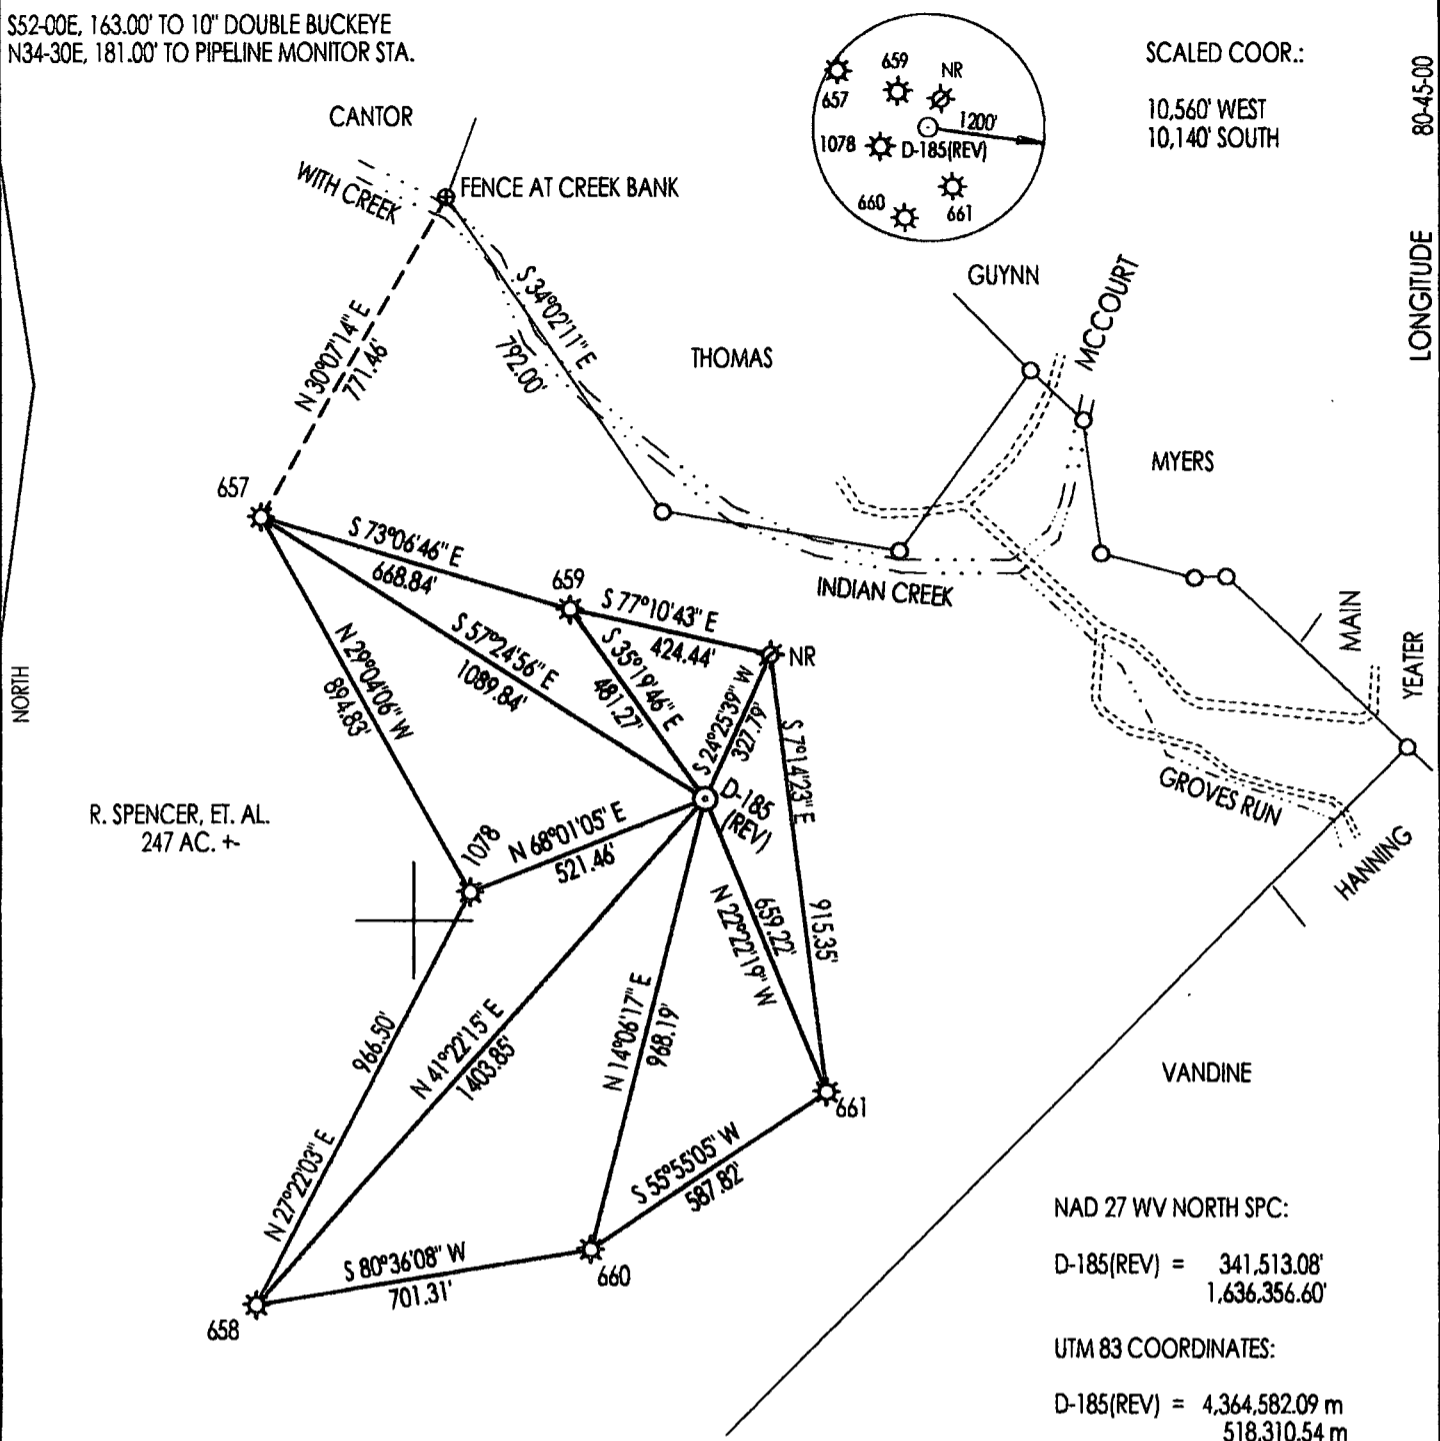 S52-00E, 163.00' TO 10" DOUBLE BUCKEYE
N34-30E, 181.00' TO PIPELINE MONITOR STA.
SCALED COOR.:
10,560' WEST
10,140' SOUTH
LONGITUDE 80-45-00
657
659
NR
1200'
1078
D-185(REV)
660
661
CANTOR
WITH CREEK
FENCE AT CREEK BANK
GUYNN
MCCOURT
S 34°02'11" E
792.00'
THOMAS
N 30°07'14" E
771.46'
MYERS
657
S 73°06'46" E
668.84'
659
S 77°10'43" E
424.44'
NR
INDIAN CREEK
MAIN
YEATER
NORTH
N 29°04'06" W
894.83'
S 57°24'56" E
1089.84'
S 35°19'46" E
481.27'
S 24°25'39" W
327.79'
S 7°14'23" E
915.35'
D-185
(REV)
GROVES RUN
HANNING
R. SPENCER, ET. AL.
247 AC. +-
1078
N 68°01'05" E
521.46'
N 22°22'19" W
659.22'
966.50'
N 27°22'03" E
N 41°22'15" E
1403.85'
N 14°06'17" E
968.19'
661
VANDINE
S 55°55'05" W
587.82'
S 80°36'08" W
701.31'
660
658
NAD 27 WV NORTH SPC:
D-185(REV) = 341,513.08'
1,636,356.60'
UTM 83 COORDINATES:
D-185(REV) = 4,364,582.09 m
518,310.54 m